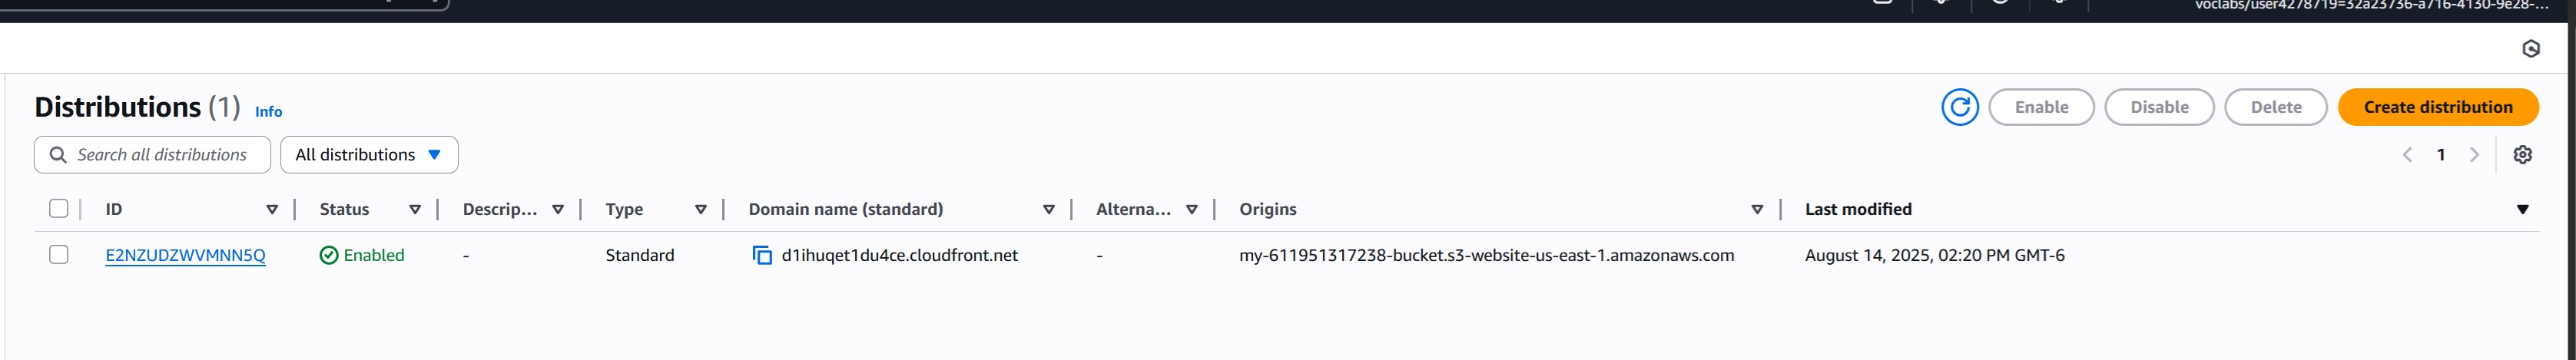 voclabs/user4278719=32a23736-a716-4130-9e28-...
Distributions (1) Info
Enable Disable Delete Create distribution
Search all distributions All distributions
1
ID Status Descrip... Type Domain name (standard) Alterna... Origins Last modified
E2NZUDZWVMNN5Q Enabled - Standard d1ihuqet1du4ce.cloudfront.net - my-611951317238-bucket.s3-website-us-east-1.amazonaws.com August 14, 2025, 02:20 PM GMT-6